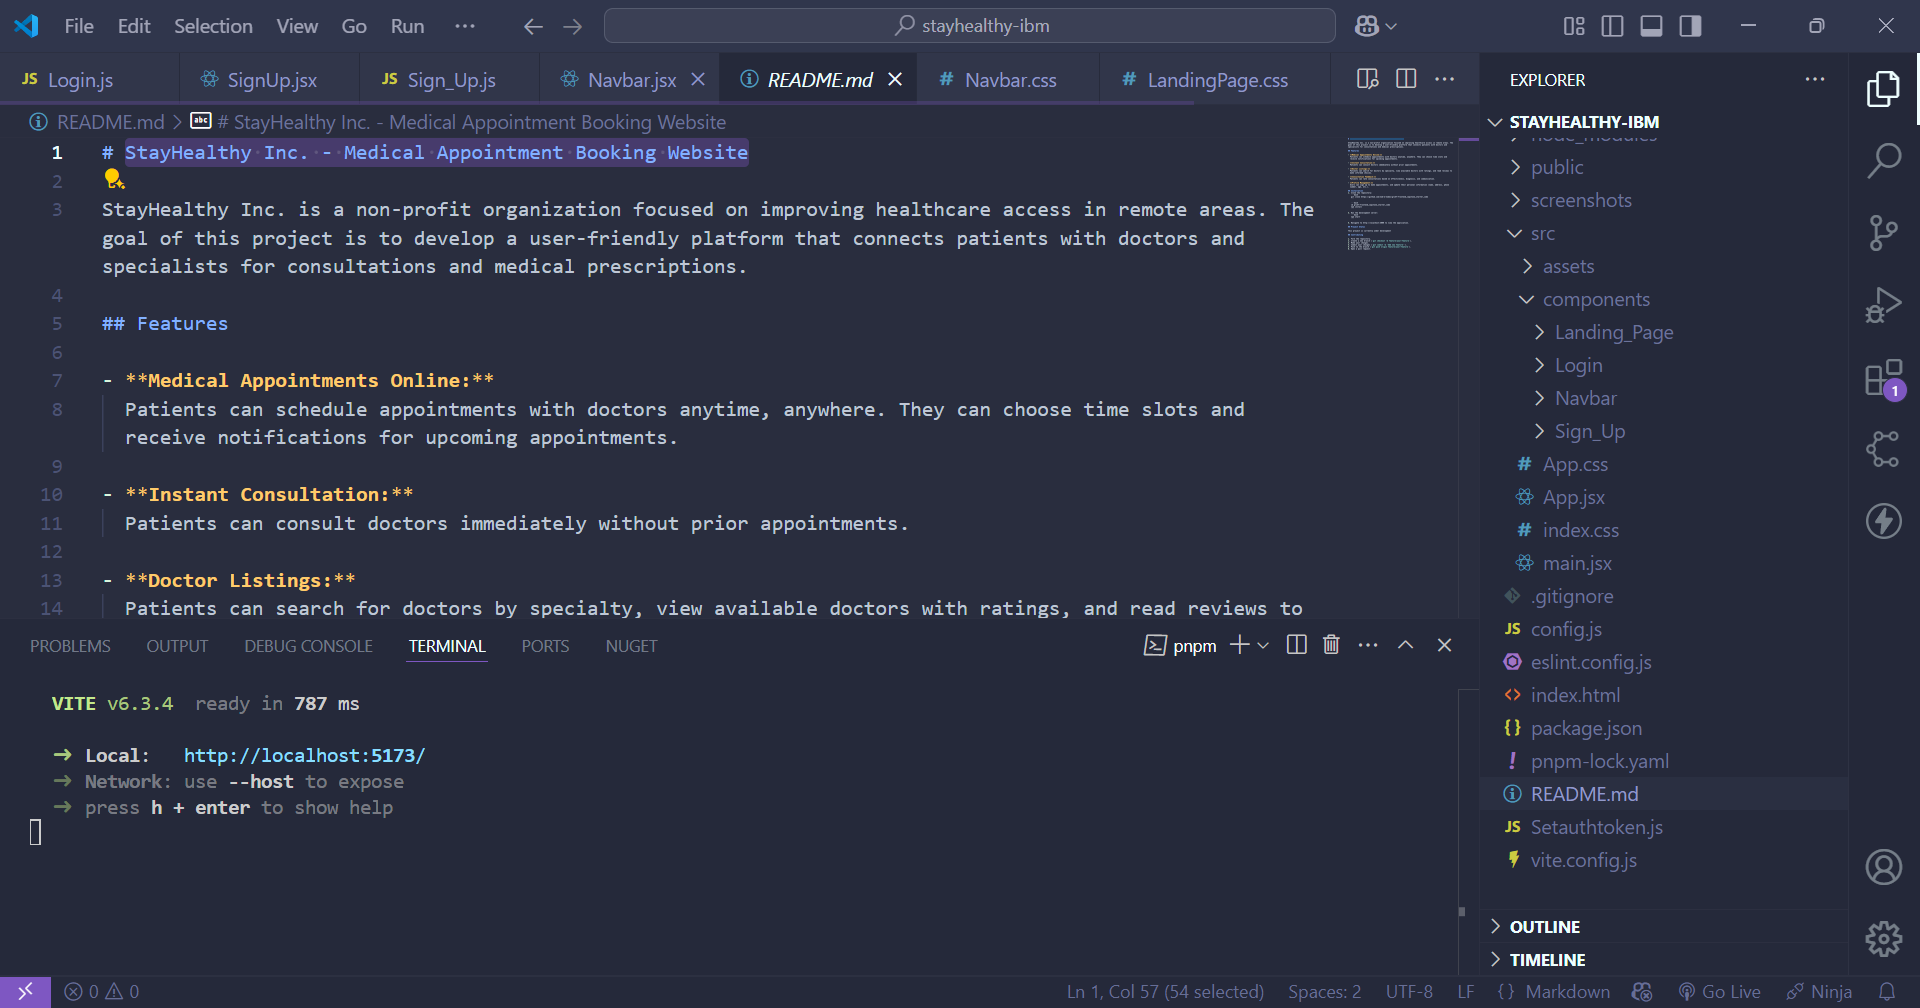 File Edit Selection View Go Run ··· stayhealthy-ibm
JS Login.js SignUp.jsx JS Sign_Up.js Navbar.jsx README.md # Navbar.css # LandingPage.css
README.md > # StayHealthy Inc. - Medical Appointment Booking Website
1 # StayHealthy Inc. - Medical Appointment Booking Website
2
3 StayHealthy Inc. is a non-profit organization focused on improving healthcare access in remote areas. The
goal of this project is to develop a user-friendly platform that connects patients with doctors and
specialists for consultations and medical prescriptions.
4
5 ## Features
6
7 - **Medical Appointments Online:**
8 Patients can schedule appointments with doctors anytime, anywhere. They can choose time slots and
receive notifications for upcoming appointments.
9
10 - **Instant Consultation:**
11 Patients can consult doctors immediately without prior appointments.
12
13 - **Doctor Listings:**
14 Patients can search for doctors by specialty, view available doctors with ratings, and read reviews to
PROBLEMS OUTPUT DEBUG CONSOLE TERMINAL PORTS NUGET pnpm
VITE v6.3.4 ready in 787 ms
➜ Local: http://localhost:5173/
➜ Network: use --host to expose
➜ press h + enter to show help
EXPLORER
STAYHEALTHY-IBM
node_modules
public
screenshots
src
assets
components
Landing_Page
Login
Navbar
Sign_Up
# App.css
App.jsx
# index.css
main.jsx
.gitignore
JS config.js
eslint.config.js
<> index.html
{} package.json
! pnpm-lock.yaml
README.md
JS Setauthtoken.js
vite.config.js
OUTLINE
TIMELINE
1
0 0 Ln 1, Col 57 (54 selected) Spaces: 2 UTF-8 LF {} Markdown Go Live Ninja